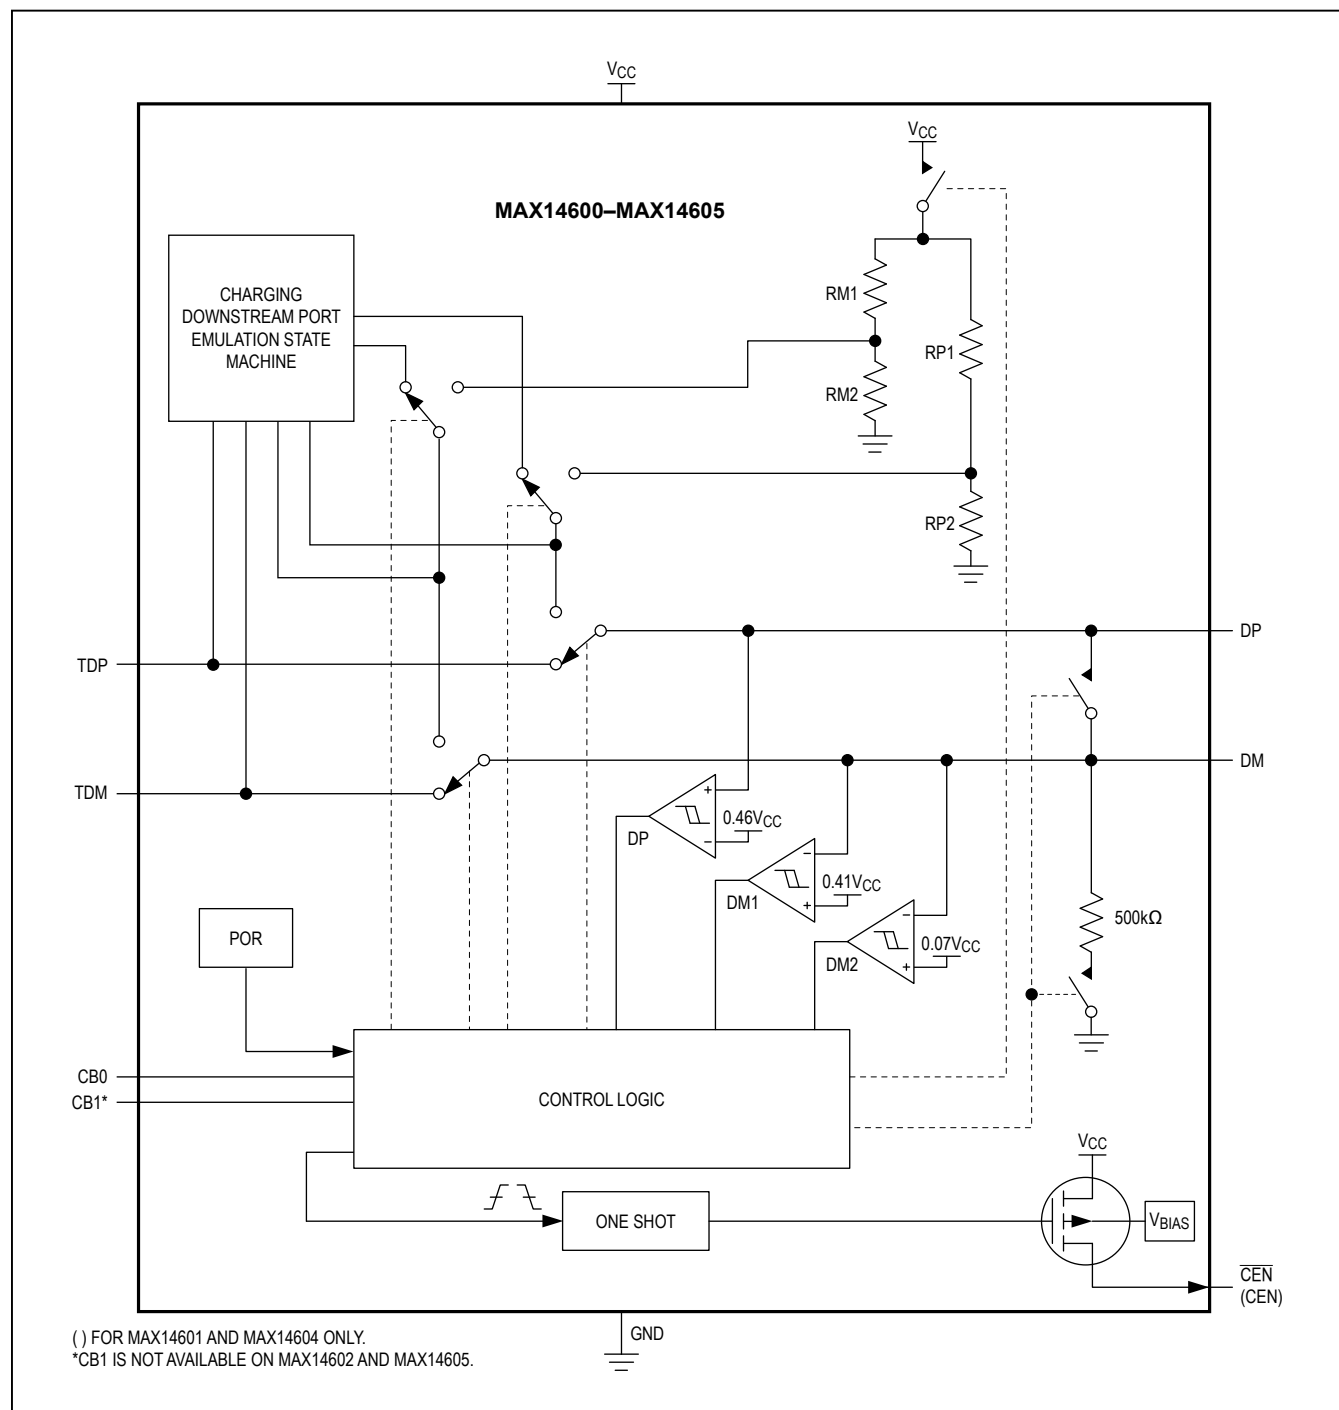 VCC
VCC
MAX14600–MAX14605
CHARGING
DOWNSTREAM PORT
EMULATION STATE
MACHINE
RM1
RP1
RM2
RP2
DP
TDP
DM
TDM
+
0.46VCC
DP
–
–
0.41VCC
DM1
+
–
500kΩ
POR
0.07VCC
DM2
+
CB0
CB1*
CONTROL LOGIC
VCC
ONE SHOT
VBIAS
CEN
(CEN)
GND
( ) FOR MAX14601 AND MAX14604 ONLY.
*CB1 IS NOT AVAILABLE ON MAX14602 AND MAX14605.